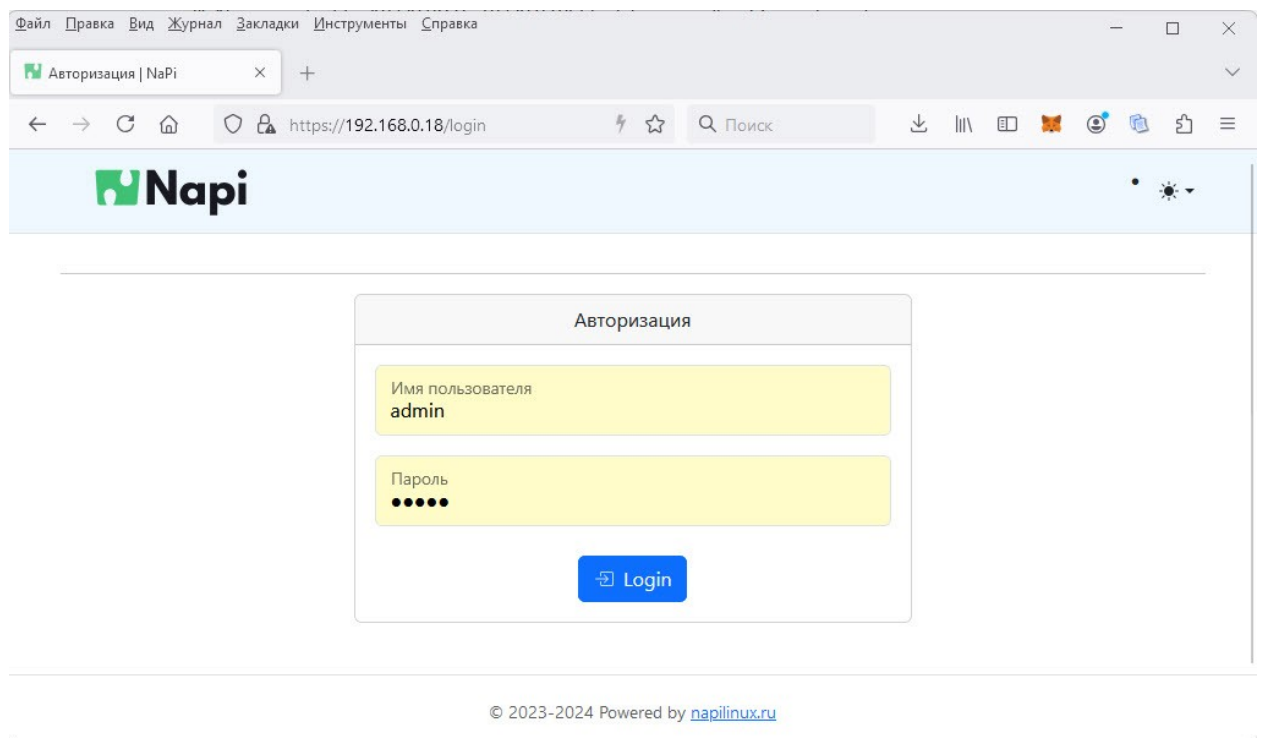 Файл Правка Вид Журнал Закладки Инструменты Справка
Авторизация | NaPi
https://192.168.0.18/login
Поиск
Napi
Авторизация
Имя пользователя
admin
Пароль
•••••
Login
© 2023-2024 Powered by napilinux.ru